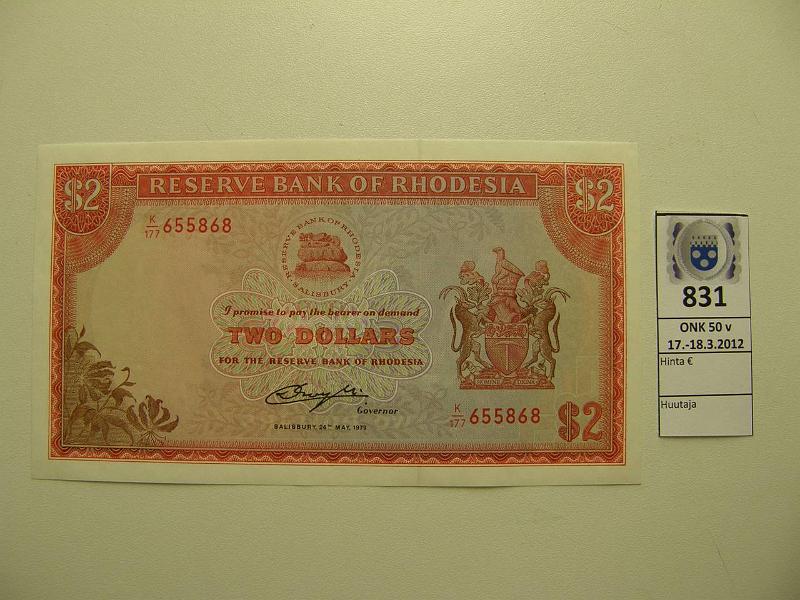 $2 RESERVE BANK OF RHODESIA $2
K/177 655868
RESERVE BANK OF RHODESIA
SALISBURY
I promise to pay the bearer on demand
TWO DOLLARS
FOR THE RESERVE BANK OF RHODESIA
Governor
SALISBURY, 24TH MAY, 1979
K/177 655868 $2
831
ONK 50 v
17.-18.3.2012
Hinta €
Huutaja